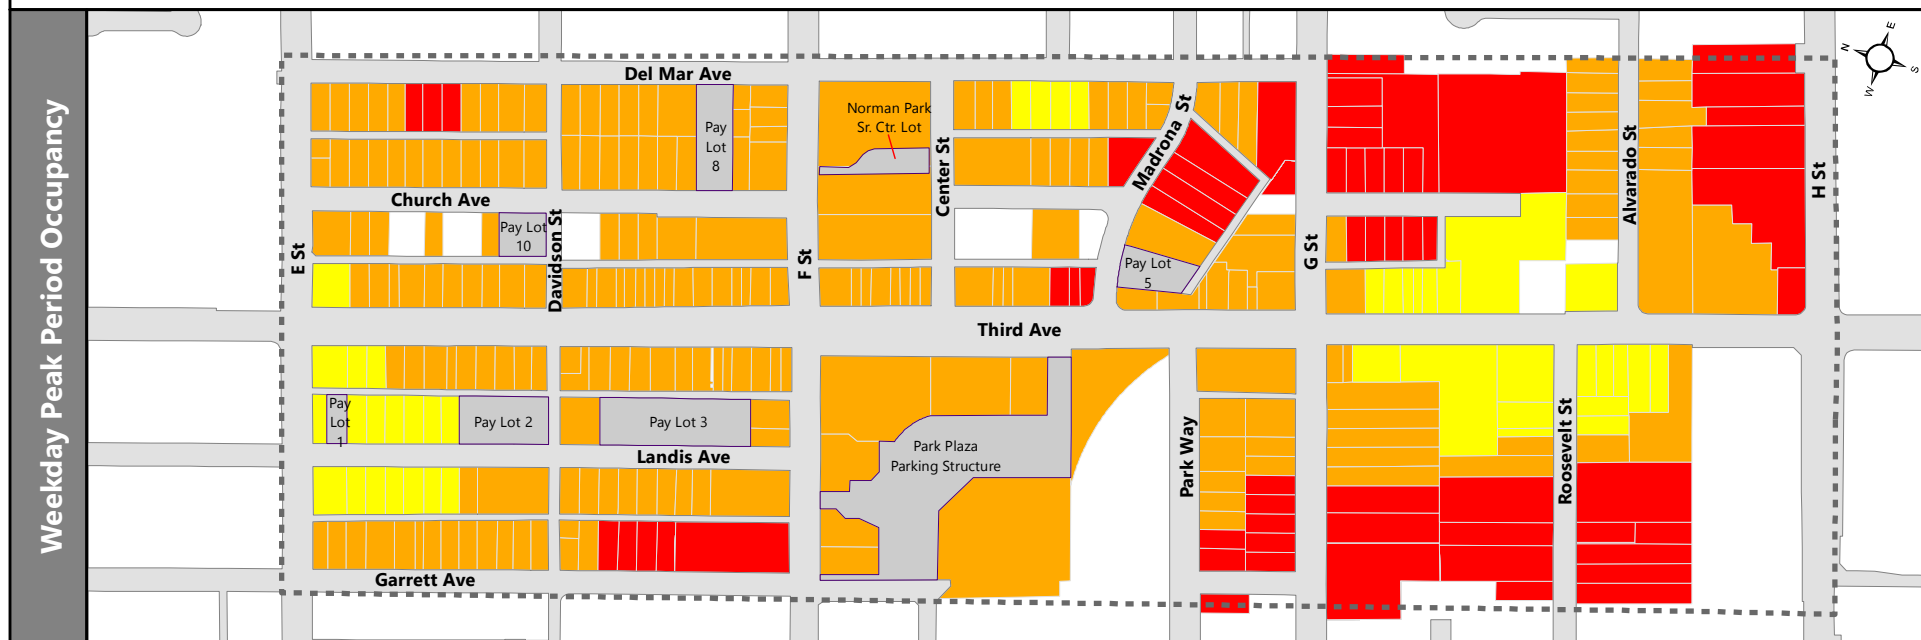 Weekday Peak Period Occupancy
Del Mar Ave
Pay
Lot
8
Norman Park
Sr. Ctr. Lot
Center St
Madrona St
Alvarado St
H St
N
E
S
W
Church Ave
Pay Lot
10
E St
Davidson St
F St
Pay Lot
5
G St
Third Ave
Pay
Lot
1
Pay Lot 2
Pay Lot 3
Landis Ave
Park Plaza
Parking Structure
Park Way
Roosevelt St
Garrett Ave